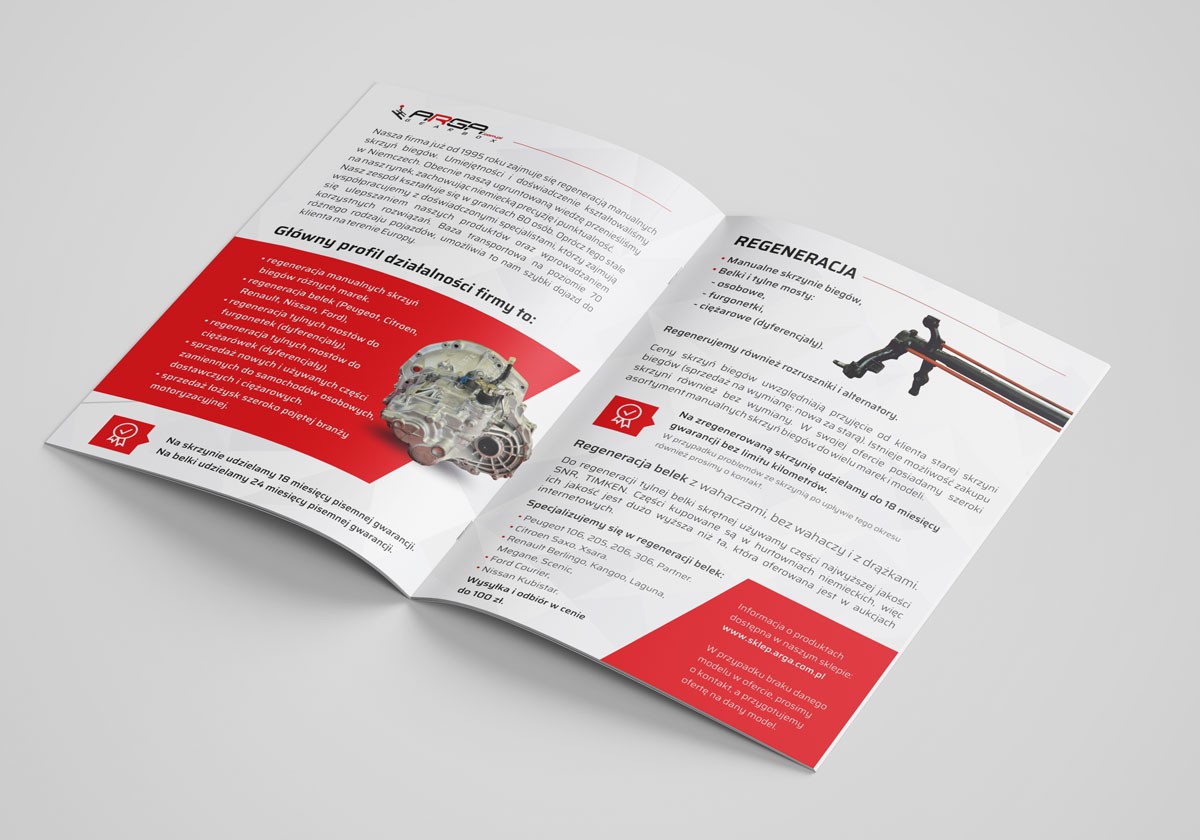 ARGA
GEARBOX
Nasza firma już od 1995 roku zajmuje się regeneracją manualnych
skrzyń biegów. Umiejętności i doświadczenie kształtowaliśmy
w Niemczech. Obecnie naszą ugruntowaną wiedzę przenieśliśmy
na nasz rynek, zachowując niemiecką precyzję i punktualność.
Nasz zespół kształtuje się w granicach 80 osób. Oprócz tego stale
współpracujemy z doświadczonymi specjalistami, którzy zajmują
się ulepszaniem naszych produktów oraz wprowadzaniem
korzystnych rozwiązań. Baza transportowa na poziomie 70
różnego rodzaju pojazdów, umożliwia to nam szybki dojazd do
klienta na terenie Europy.
Główny profil działalności firmy to:
• regeneracja manualnych skrzyń
biegów różnych marek.
• regeneracja belek (Peugeot, Citroen,
Renault, Nissan, Ford),
• regeneracja tylnych mostów do
furgonetek (dyferencjały),
• regeneracja tylnych mostów do
ciężarówek (dyferencjały),
• sprzedaż nowych i używanych części
zamiennych do samochodów osobowych,
dostawczych i ciężarowych.
• sprzedaż łożysk szeroko pojętej branży
motoryzacyjnej.
Na skrzynie udzielamy 18 miesięcy pisemnej gwarancji.
Na belki udzielamy 24 miesięcy pisemnej gwarancji.
REGENERACJA
• Manualne skrzynie biegów,
• Belki i tylne mosty:
- osobowe,
- furgonetki,
- ciężarowe (dyferencjały).
Regenerujemy również rozruszniki i alternatory.
Ceny skrzyń biegów uwzględniają przyjęcie od klienta starej skrzyni
biegów (sprzedaż na wymianę; nowa za starą). Istnieje możliwość zakupu
skrzyni również bez wymiany. W swojej ofercie posiadamy szeroki
asortyment manualnych skrzyń biegów do wielu marek i modeli.
Na zregenerowaną skrzynię udzielamy do 18 miesięcy
gwarancji bez limitu kilometrów.
W przypadku problemów ze skrzynią po upływie tego okresu
również prosimy o kontakt.
Regeneracja belek z wahaczami, bez wahaczy i z drążkami.
Do regeneracji tylnej belki skrętnej używamy części najwyższej jakości
SNR, TIMKEN. Części kupowane są w hurtowniach niemieckich, więc
ich jakość jest dużo wyższa niż ta, która oferowana jest w aukcjach
internetowych.
Specjalizujemy się w regeneracji belek:
• Peugeot 106, 205, 206, 306, Partner.
• Citroen Saxo, Xsara.
• Renault Berlingo, Kangoo, Laguna,
Megane, Scenic.
• Ford Courier.
• Nissan Kubistar.
Wysyłka i odbiór w cenie
do 100 zł.
Informacja o produktach
dostępna w naszym sklepie:
www.sklep.arga.com.pl
W przypadku braku danego
modelu w ofercie, prosimy
o kontakt, a przygotujemy
ofertę na dany model.